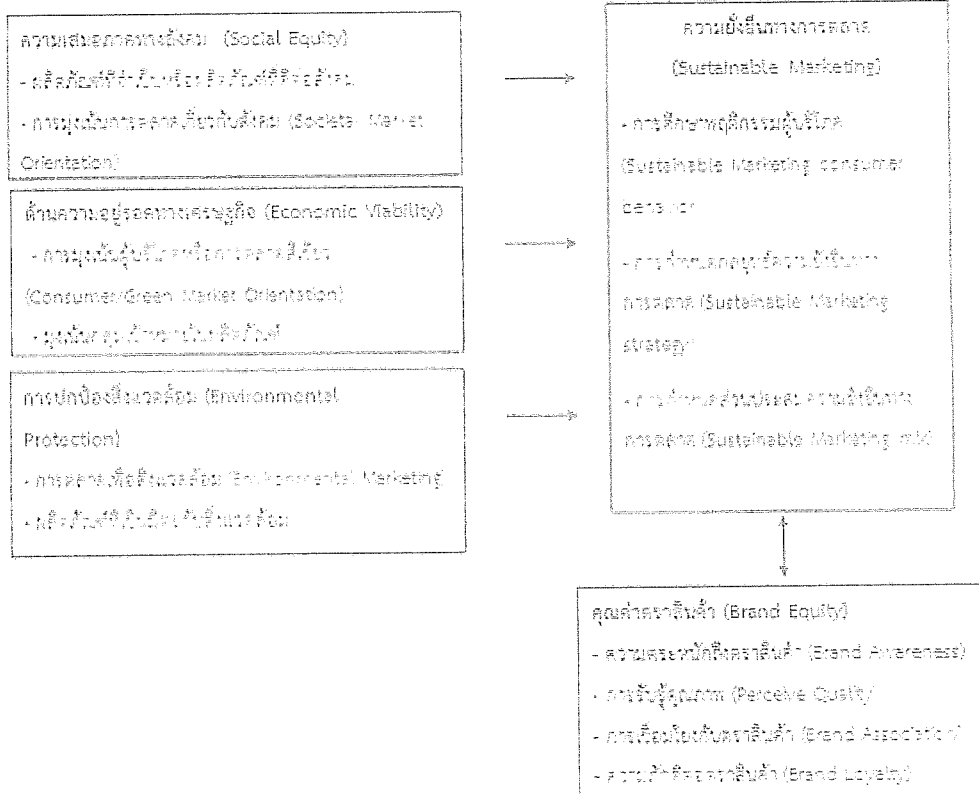 ความเสมอภาคทางสังคม (Social Equity)
- การมุ่งเน้นการตลาดเกี่ยวกับสังคม (Societal Market
Orientation)
ด้านความอยู่รอดทางเศรษฐกิจ (Economic Viability)
- การมุ่งเน้นผู้บริโภคหรือการตลาดสีเขียว
(Consumer/Green Market Orientation)
การปกป้องสิ่งแวดล้อม (Environmental
Protection)
- การตลาดเพื่อสิ่งแวดล้อม (Environmental Marketing)
- ผลิตภัณฑ์ที่เป็นมิตรกับสิ่งแวดล้อม
ความยั่งยืนทางการตลาด
(Sustainable Marketing)
- การศึกษาพฤติกรรมผู้บริโภค
(Sustainable Marketing consumer
behavior
- การกำหนดกลยุทธ์ความยั่งยืนทาง
การตลาด (Sustainable Marketing
strategy
- การกำหนดส่วนประสมความยั่งยืนทาง
การตลาด (Sustainable Marketing mix)
คุณค่าตราสินค้า (Brand Equity)
- ความตระหนักถึงตราสินค้า (Brand Awareness)
- การรับรู้คุณภาพ (Perceive Quality
- การเชื่อมโยงกับตราสินค้า (Brand Association)
- ความภักดีต่อตราสินค้า (Brand Loyalty)